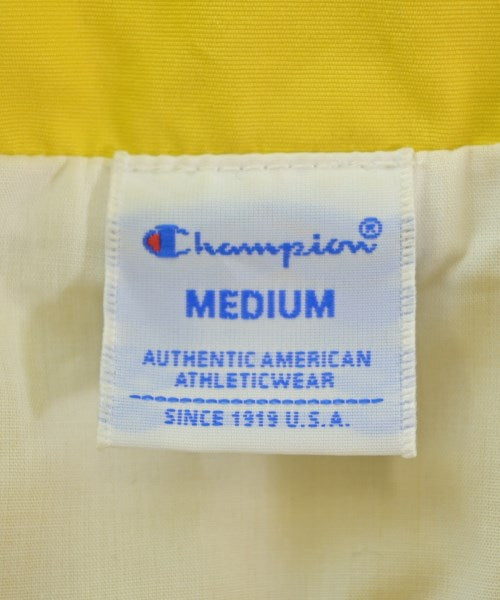 Champion®
MEDIUM
AUTHENTIC AMERICAN
ATHLETICWEAR
SINCE 1919 U.S.A.